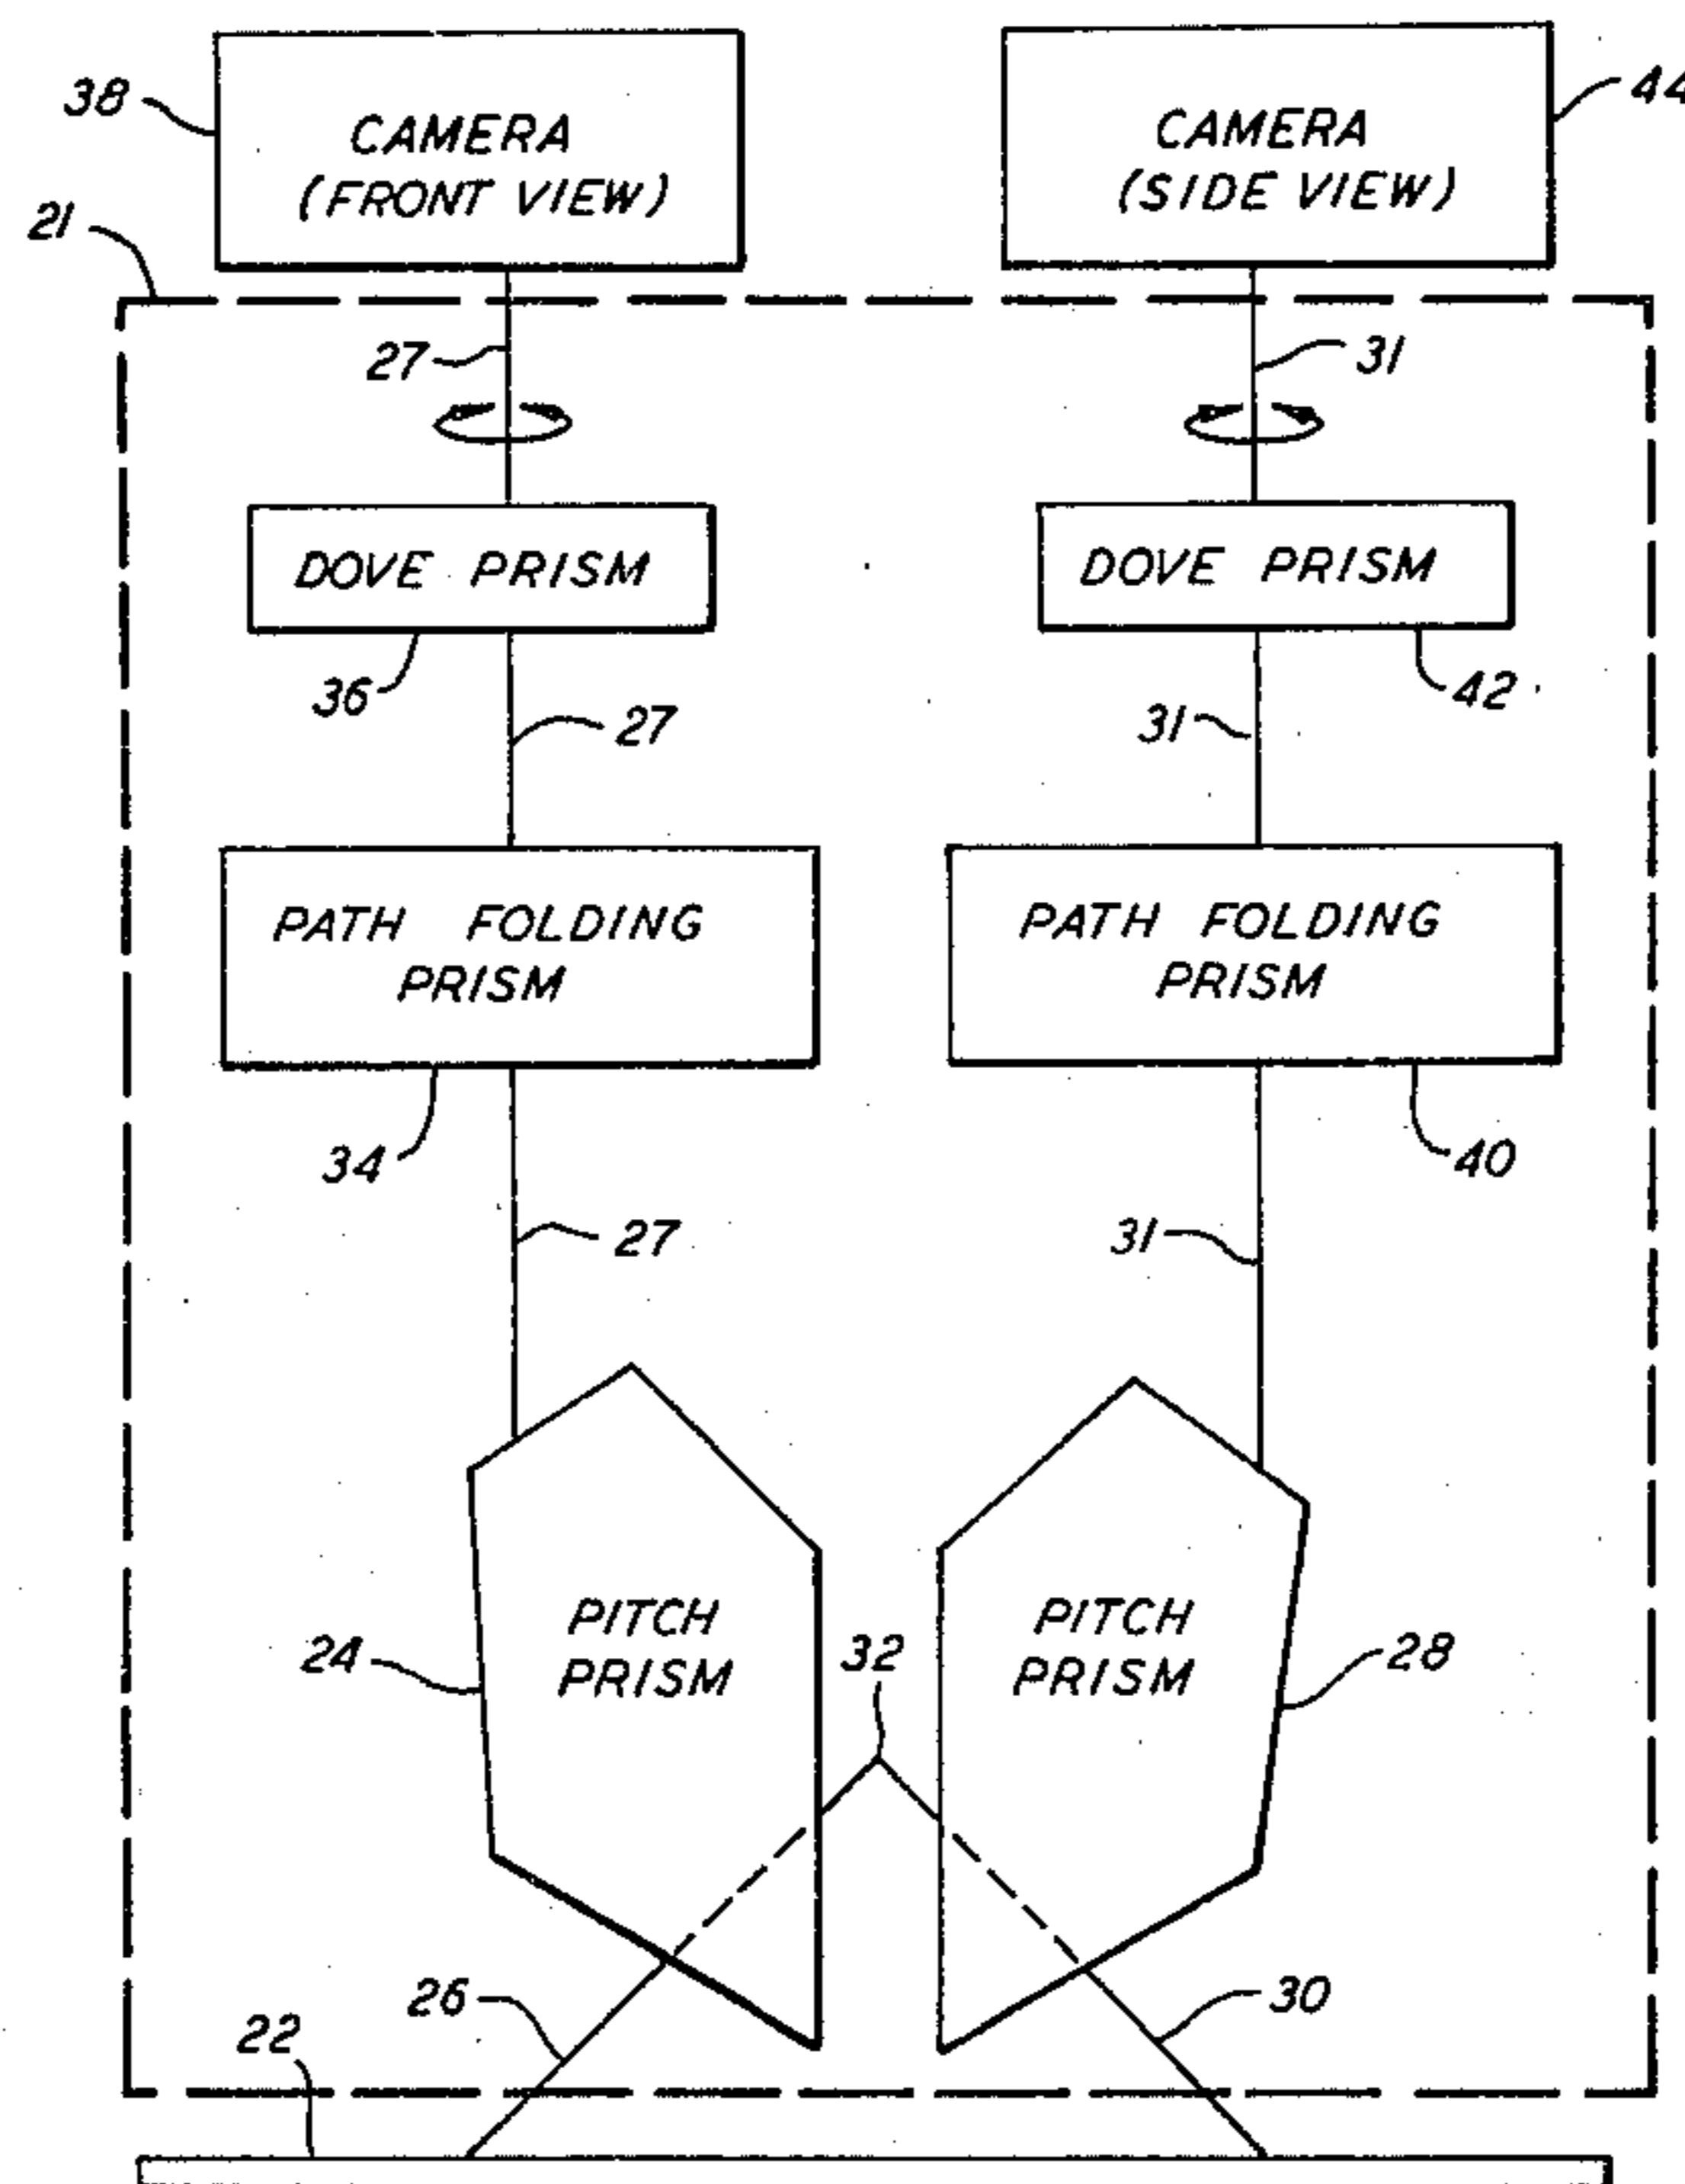 38
CAMERA
(FRONT VIEW)
CAMERA
(SIDE VIEW)
44
21
27
31
DOVE PRISM
DOVE PRISM
36
27
31
42
PATH FOLDING
PRISM
PATH FOLDING
PRISM
34
40
27
31
PITCH
PRISM
PITCH
PRISM
24
32
28
26
30
22